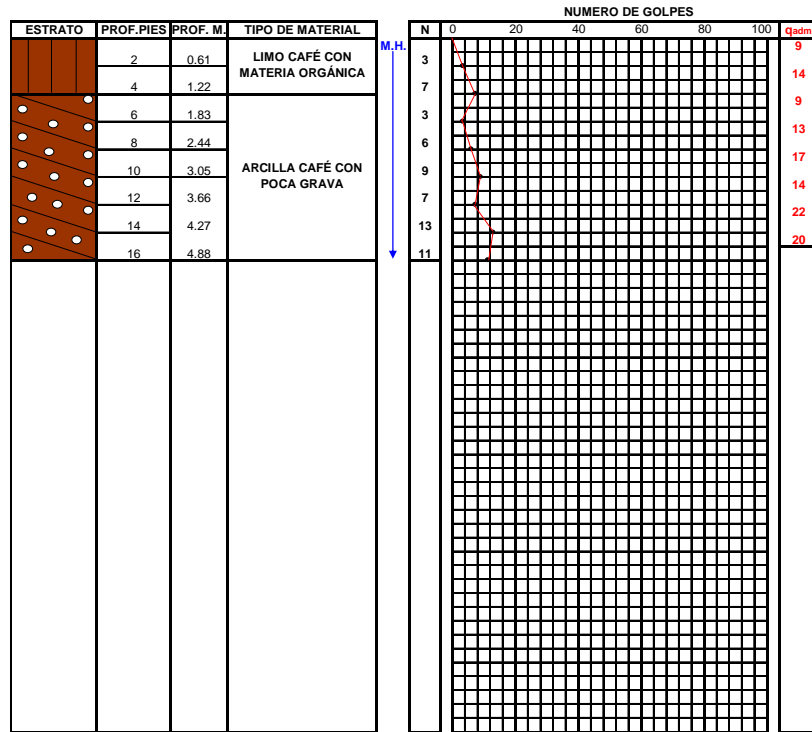 NUMERO DE GOLPES
ESTRATO PROF.PIES PROF. M. TIPO DE MATERIAL N 0 20 40 60 80 100 qadm
M.H.
LIMO CAFÉ CON
MATERIA ORGÁNICA
2 0.61 3 9
4 1.22 7 14
6 1.83 3 9
8 2.44 6 13
ARCILLA CAFÉ CON
POCA GRAVA
10 3.05 9 17
12 3.66 7 14
14 4.27 13 22
16 4.88 11 20